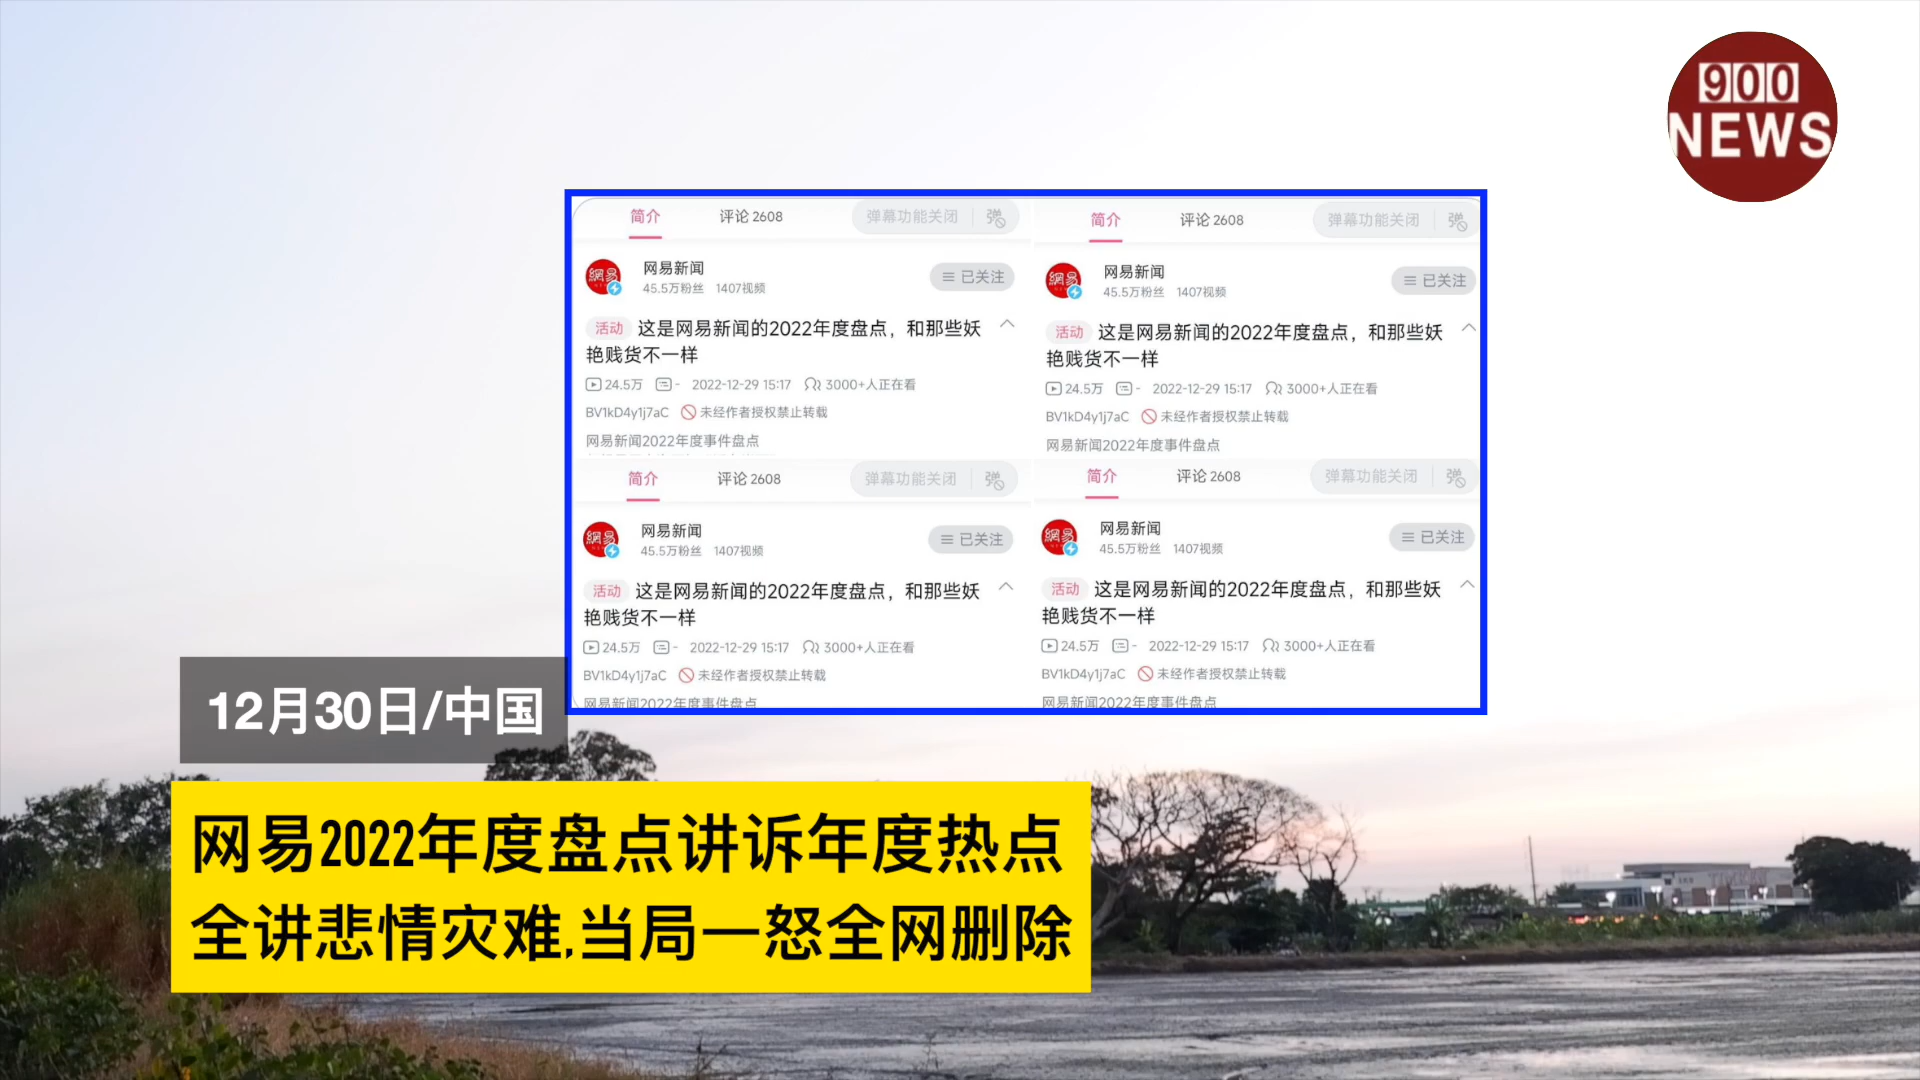 900
NEWS
简介 评论 2608 弹幕功能关闭 弹
网易新闻
45.5万粉丝 1407视频
已关注
活动 这是网易新闻的2022年度盘点，和那些妖
艳贱货不一样
24.5万 - 2022-12-29 15:17 3000+人正在看
BV1kD4y1j7aC 未经作者授权禁止转载
网易新闻2022年度事件盘点
简介 评论 2608 弹幕功能关闭 弹
网易新闻
45.5万粉丝 1407视频
已关注
活动 这是网易新闻的2022年度盘点，和那些妖
艳贱货不一样
24.5万 - 2022-12-29 15:17 3000+人正在看
BV1kD4y1j7aC 未经作者授权禁止转载
网易新闻2022年度事件盘点
简介 评论 2608 弹幕功能关闭 弹
网易新闻
45.5万粉丝 1407视频
已关注
活动 这是网易新闻的2022年度盘点，和那些妖
艳贱货不一样
24.5万 - 2022-12-29 15:17 3000+人正在看
BV1kD4y1j7aC 未经作者授权禁止转载
网易新闻2022年度事件盘点
简介 评论 2608 弹幕功能关闭 弹
网易新闻
45.5万粉丝 1407视频
已关注
活动 这是网易新闻的2022年度盘点，和那些妖
艳贱货不一样
24.5万 - 2022-12-29 15:17 3000+人正在看
BV1kD4y1j7aC 未经作者授权禁止转载
网易新闻2022年度事件盘点
12月30日/中国
网易2022年度盘点讲诉年度热点
全讲悲情灾难,当局一怒全网删除